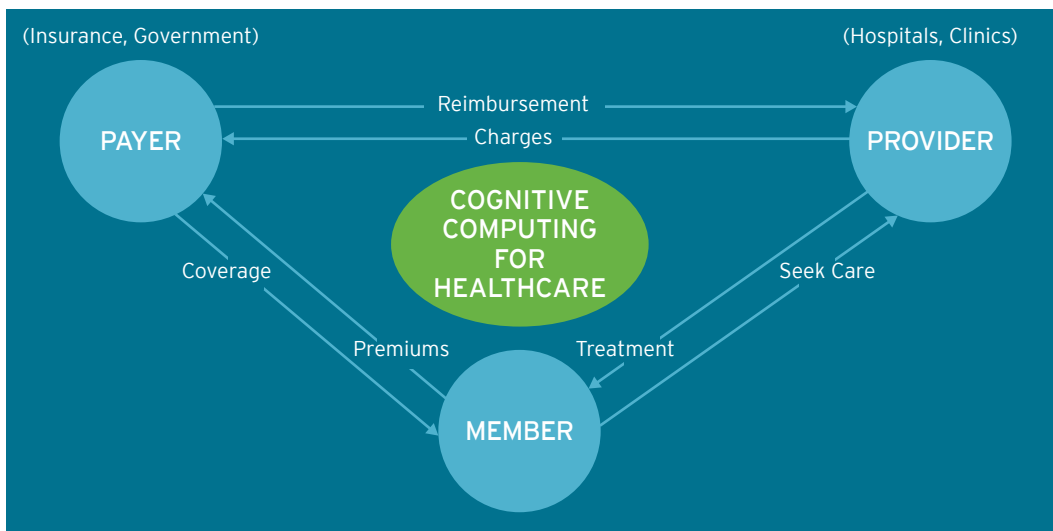 (Insurance, Government)
(Hospitals, Clinics)
Reimbursement
PAYER
Charges
PROVIDER
COGNITIVE
COMPUTING
FOR
HEALTHCARE
Coverage
Seek Care
Premiums
Treatment
MEMBER